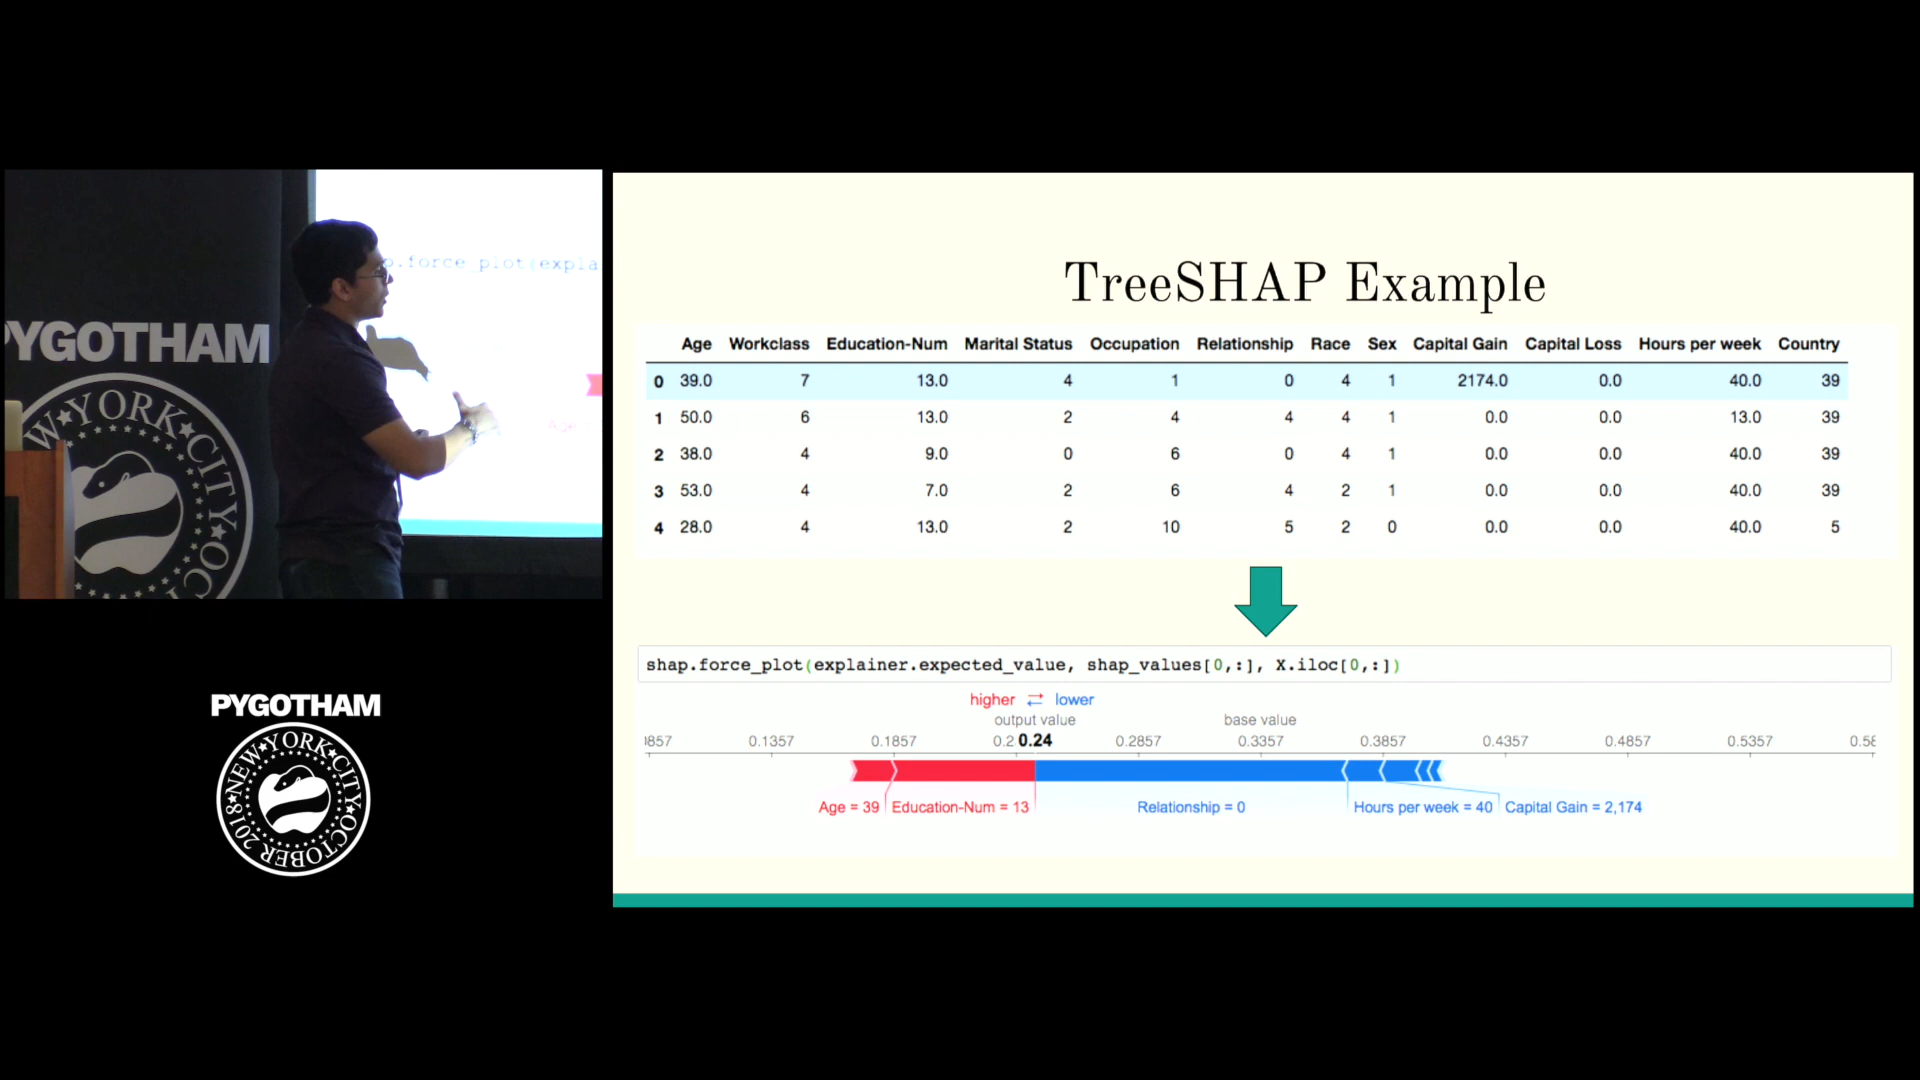 p.force_plot(expla
Age
PYGOTHAM
W★YORK★CITY★OCT
PYGOTHAM
NEW★YORK★CITY★OCTOBER 2018★
TreeSHAP Example
Age Workclass Education-Num Marital Status Occupation Relationship Race Sex Capital Gain Capital Loss Hours per week Country
0 39.0 7 13.0 4 1 0 4 1 2174.0 0.0 40.0 39
1 50.0 6 13.0 2 4 4 4 1 0.0 0.0 13.0 39
2 38.0 4 9.0 0 6 0 4 1 0.0 0.0 40.0 39
3 53.0 4 7.0 2 6 4 2 1 0.0 0.0 40.0 39
4 28.0 4 13.0 2 10 5 2 0 0.0 0.0 40.0 5
shap.force_plot(explainer.expected_value, shap_values[0,:], X.iloc[0,:])
higher ⇄ lower
output value base value
0.1357 0.1857 0.2 0.24 0.2857 0.3357 0.3857 0.4357 0.4857 0.5357
Age = 39 Education-Num = 13 Relationship = 0 Hours per week = 40 Capital Gain = 2,174